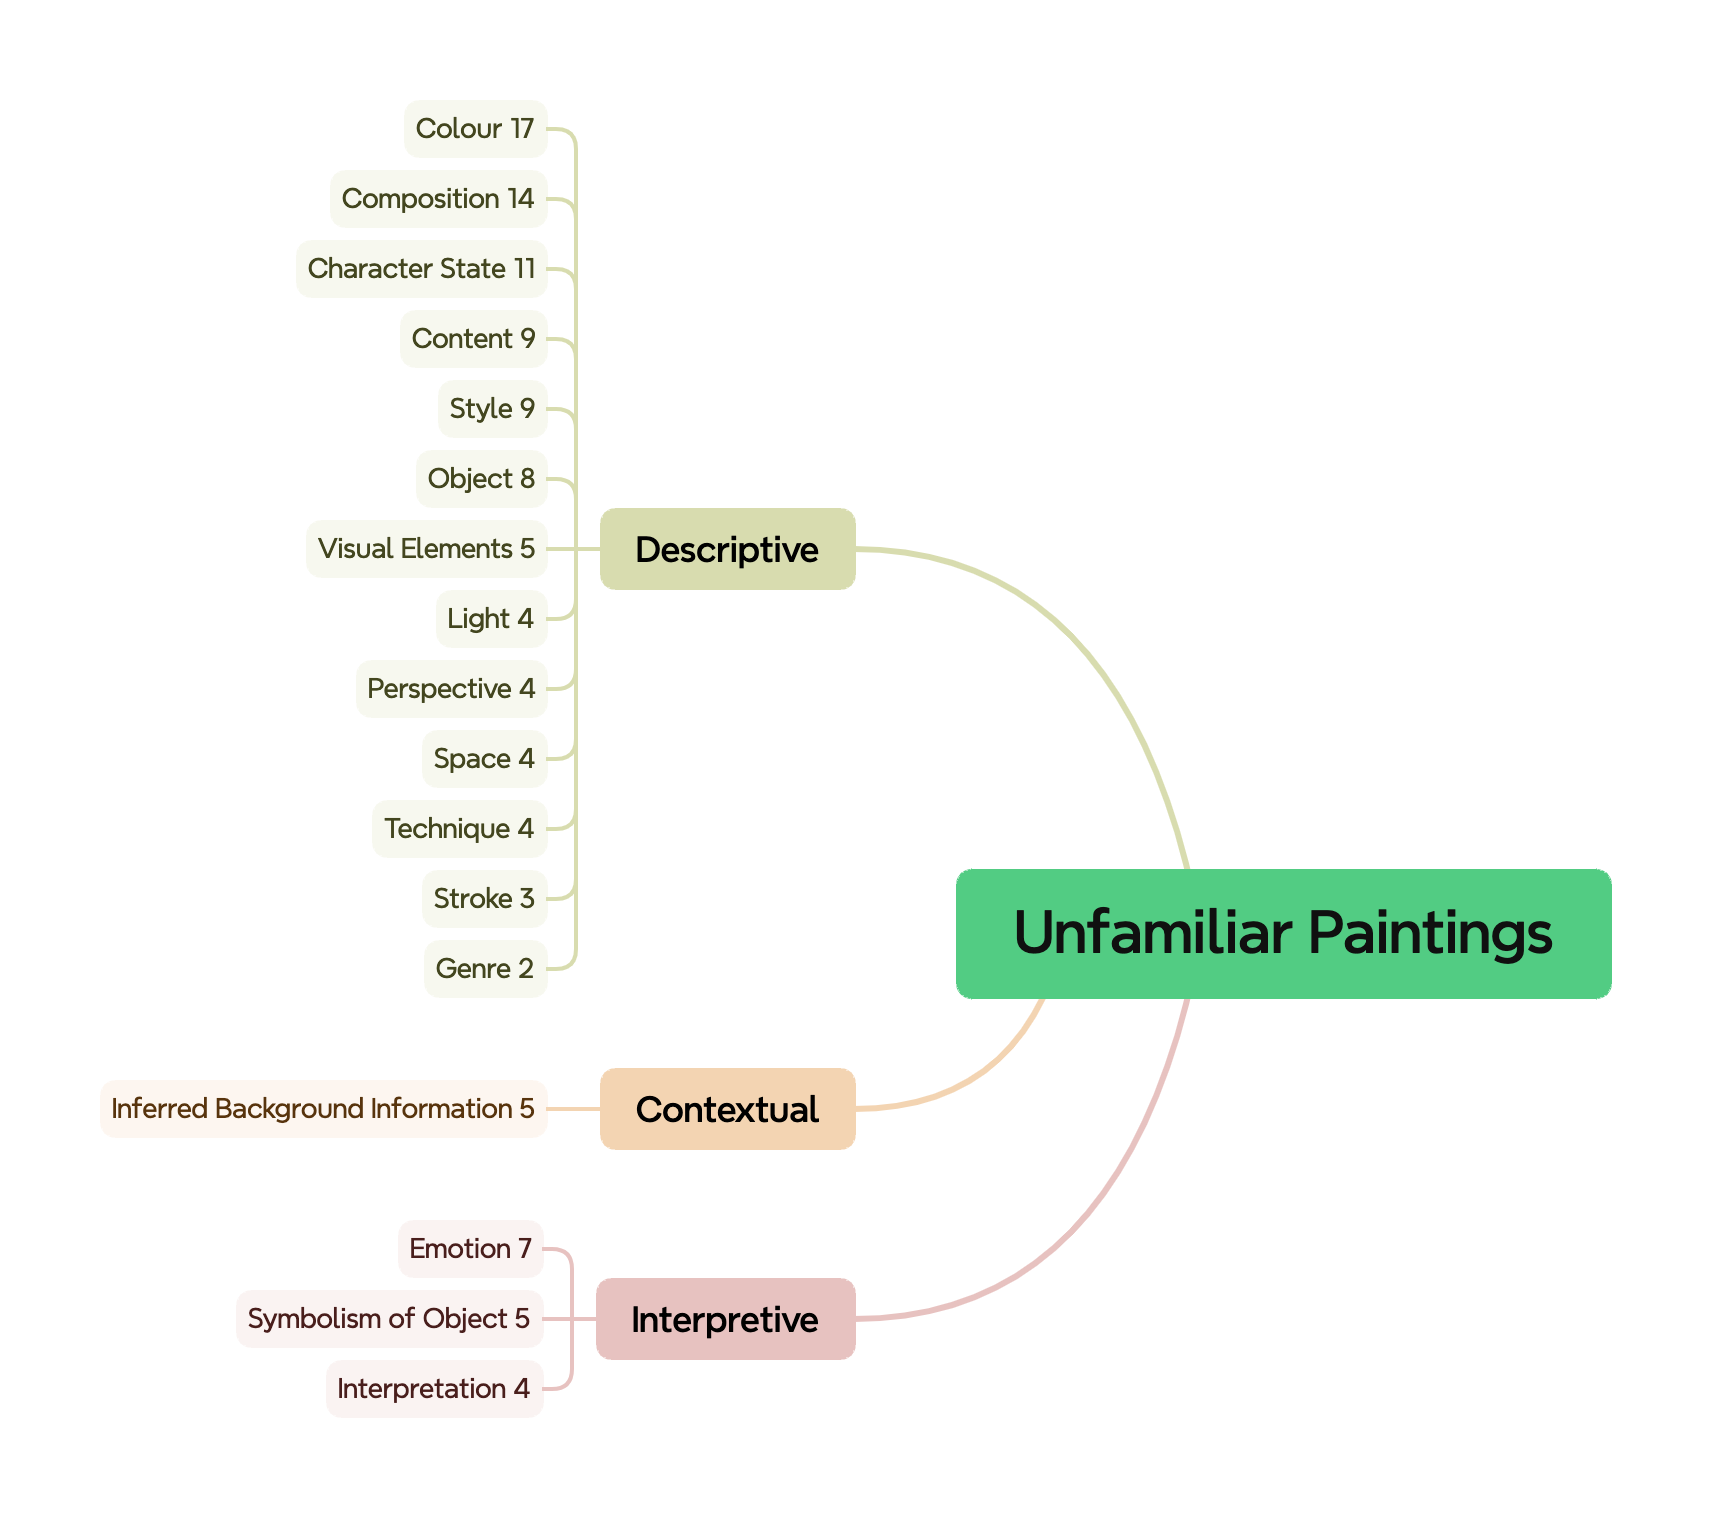 Colour 17
Composition 14
Character State 11
Content 9
Style 9
Object 8
Visual Elements 5
Light 4
Perspective 4
Space 4
Technique 4
Stroke 3
Genre 2
Descriptive
Unfamiliar Paintings
Inferred Background Information 5
Contextual
Emotion 7
Symbolism of Object 5
Interpretation 4
Interpretive